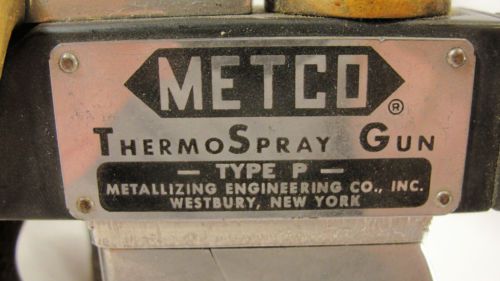 METCO
®
THERMOSPRAY GUN
— TYPE P —
METALLIZING ENGINEERING CO., INC.
WESTBURY, NEW YORK